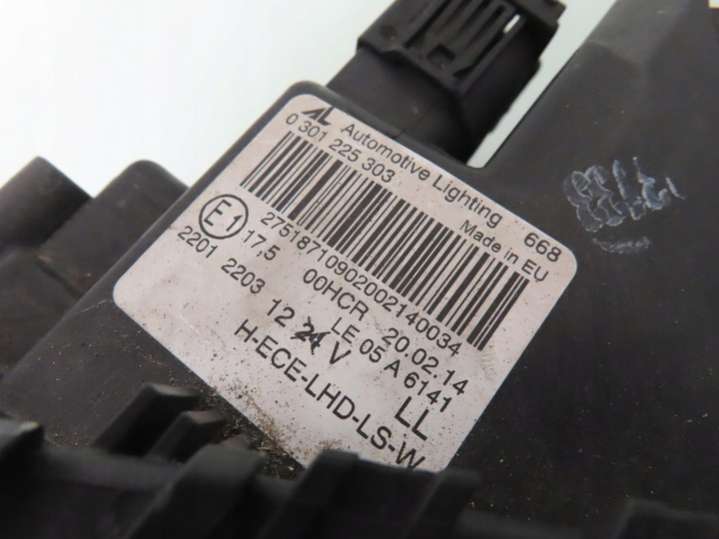 AL Automotive Lighting 668
0 301 225 303 Made in EU
27518710902002140034
E1 17,5 00HCR 20.02.14
2201 2203 LE 05 A 6141
12 24 V LL
H-ECE-LHD-LS-W